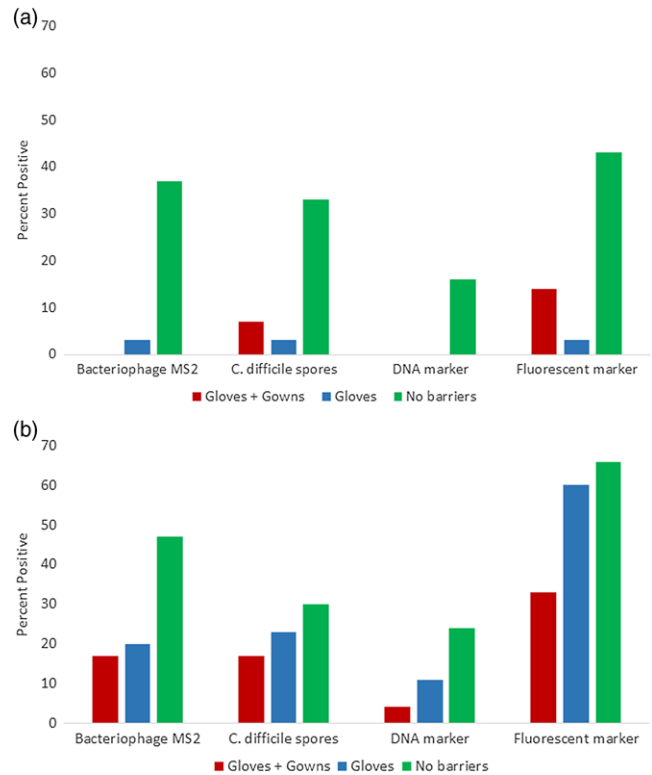 (a)
70
60
50
40
30
20
10
0
Percent Positive
Bacteriophage MS2 C. difficile spores DNA marker Fluorescent marker
Gloves + Gowns Gloves No barriers
(b)
70
60
50
40
30
20
10
0
Percent Positive
Bacteriophage MS2 C. difficile spores DNA marker Fluorescent marker
Gloves + Gowns Gloves No barriers